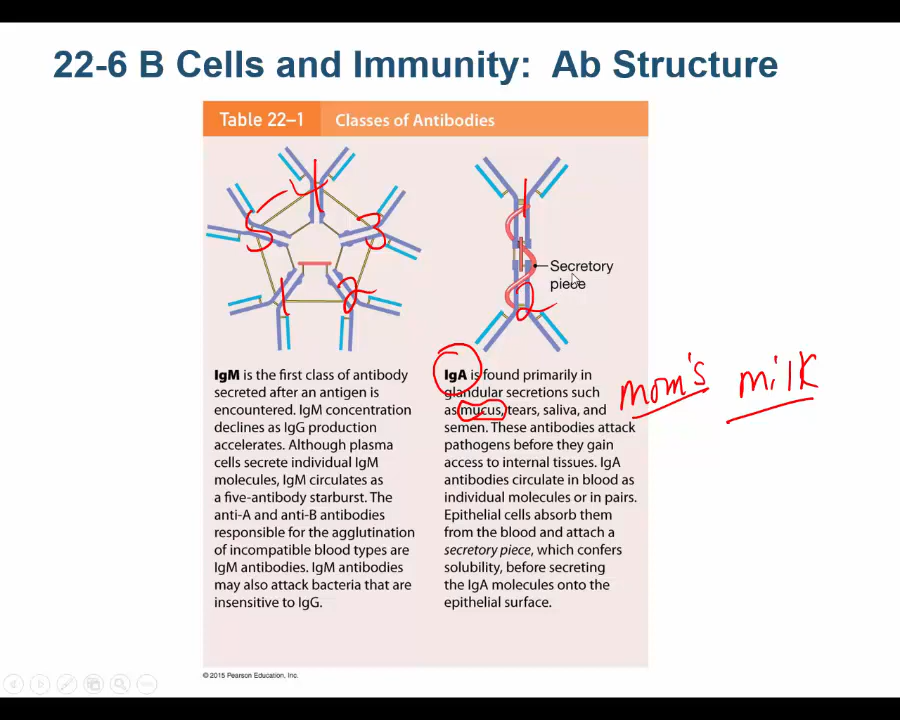 22-6 B Cells and Immunity: Ab Structure
Table 22–1 Classes of Antibodies
4
5
3
1
2
1
2
Secretory
piece
IgM is the first class of antibody
secreted after an antigen is
encountered. IgM concentration
declines as IgG production
accelerates. Although plasma
cells secrete individual IgM
molecules, IgM circulates as
a five-antibody starburst. The
anti-A and anti-B antibodies
responsible for the agglutination
of incompatible blood types are
IgM antibodies. IgM antibodies
may also attack bacteria that are
insensitive to IgG.
IgA is found primarily in
glandular secretions such
as mucus, tears, saliva, and
semen. These antibodies attack
pathogens before they gain
access to internal tissues. IgA
antibodies circulate in blood as
individual molecules or in pairs.
Epithelial cells absorb them
from the blood and attach a
secretory piece, which confers
solubility, before secreting
the IgA molecules onto the
epithelial surface.
mom's milk
© 2015 Pearson Education, Inc.